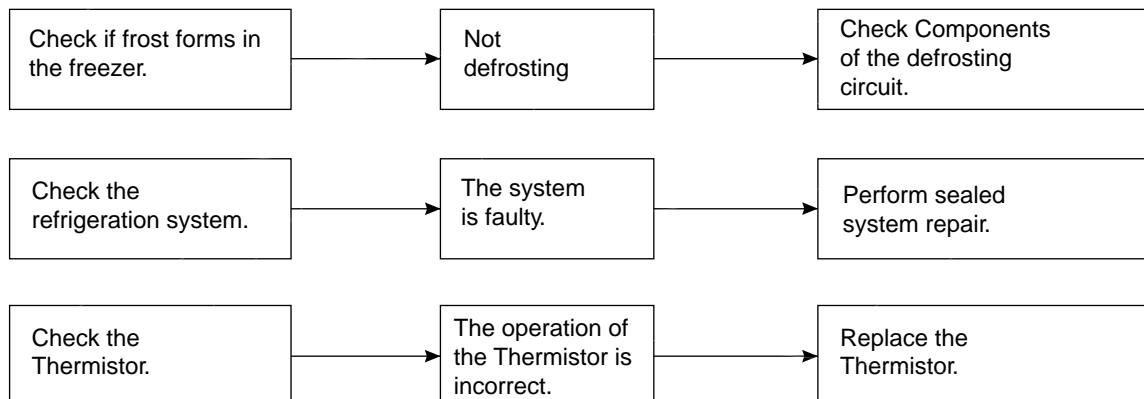 Check if frost forms in
the freezer.
Not
defrosting
Check Components
of the defrosting
circuit.
Check the
refrigeration system.
The system
is faulty.
Perform sealed
system repair.
Check the
Thermistor.
The operation of
the Thermistor is
incorrect.
Replace the
Thermistor.